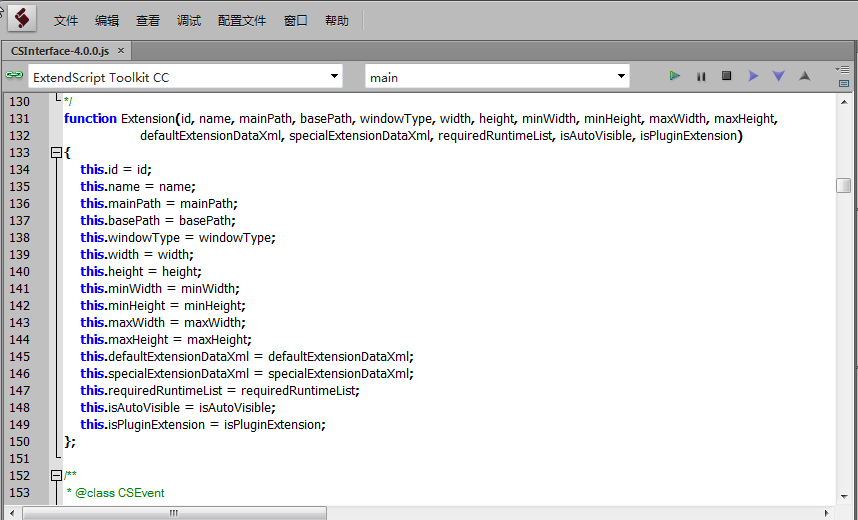 文件 编辑 查看 调试 配置文件 窗口 帮助
CSInterface-4.0.0.js ×
ExtendScript Toolkit CC main
130 */
131 function Extension(id, name, mainPath, basePath, windowType, width, height, minWidth, minHeight, maxWidth, maxHeight,
132 defaultExtensionDataXml, specialExtensionDataXml, requiredRuntimeList, isAutoVisible, isPluginExtension)
133 {
134 this.id = id;
135 this.name = name;
136 this.mainPath = mainPath;
137 this.basePath = basePath;
138 this.windowType = windowType;
139 this.width = width;
140 this.height = height;
141 this.minWidth = minWidth;
142 this.minHeight = minHeight;
143 this.maxWidth = maxWidth;
144 this.maxHeight = maxHeight;
145 this.defaultExtensionDataXml = defaultExtensionDataXml;
146 this.specialExtensionDataXml = specialExtensionDataXml;
147 this.requiredRuntimeList = requiredRuntimeList;
148 this.isAutoVisible = isAutoVisible;
149 this.isPluginExtension = isPluginExtension;
150 };
151
152 /**
153 * @class CSEvent